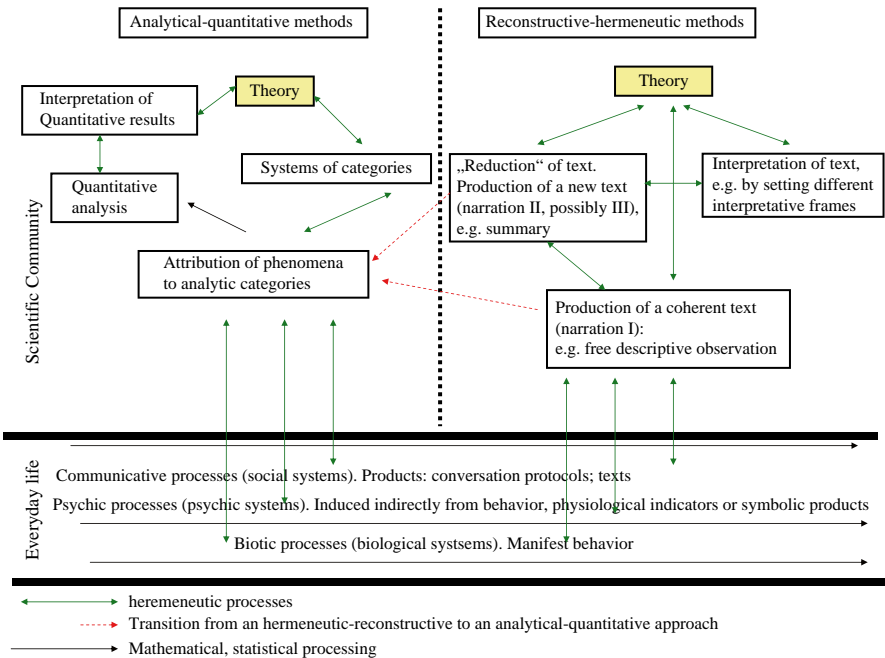 Analytical-quantitative methods
Reconstructive-hermeneutic methods
Interpretation of
Quantitative results
Theory
Systems of categories
Quantitative
analysis
Attribution of phenomena
to analytic categories
Theory
„Reduction“ of text.
Production of a new text
(narration II, possibly III),
e.g. summary
Interpretation of text,
e.g. by setting different
interpretative frames
Production of a coherent text
(narration I):
e.g. free descriptive observation
Scientific Community
Everyday life
Communicative processes (social systems). Products: conversation protocols; texts
Psychic processes (psychic systems). Induced indirectly from behavior, physiological indicators or symbolic products
Biotic processes (biological systsems). Manifest behavior
heremeneutic processes
Transition from an hermeneutic-reconstructive to an analytical-quantitative approach
Mathematical, statistical processing